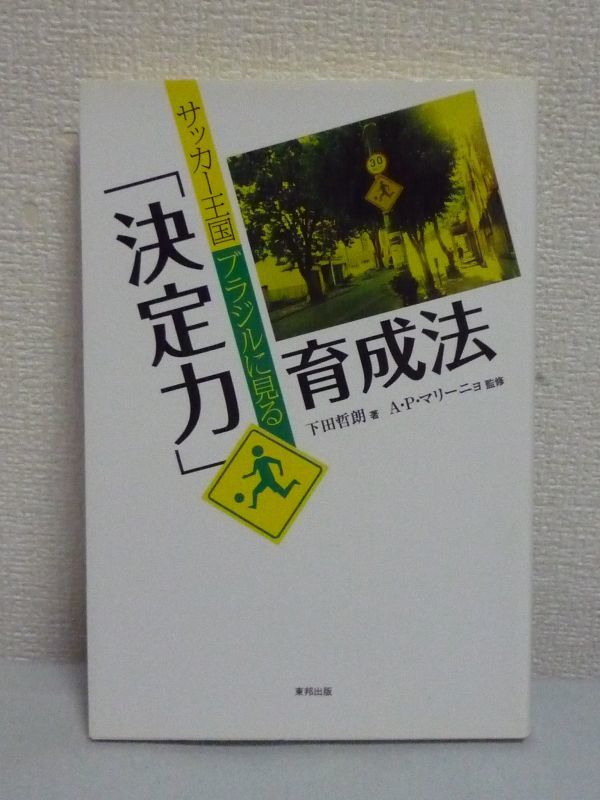 サッカー王国ブラジルに見る
「決定力」
育成法
下田哲朗 著 A・P・マリーニョ 監修
30
東邦出版